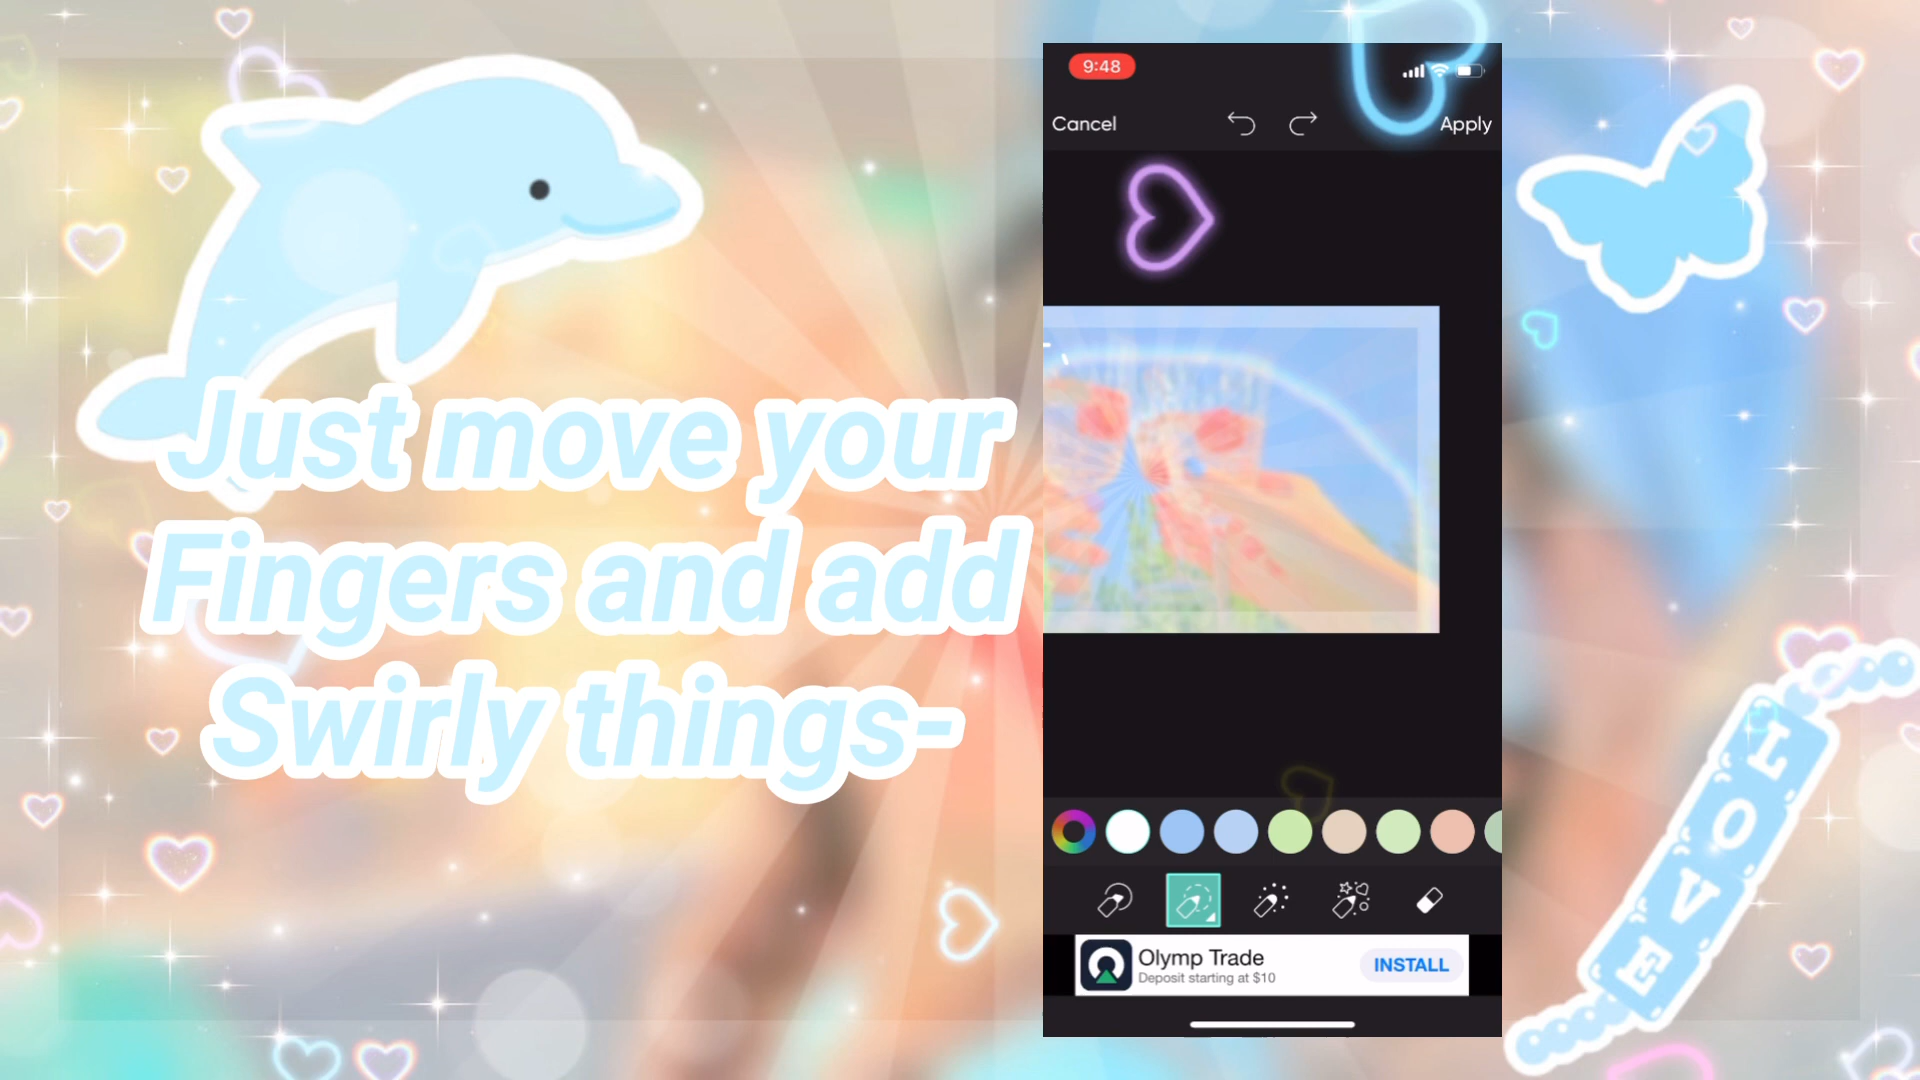 9:48
Cancel
Apply
Just move your
Fingers and add
Swirly things-
LOVE
Olymp Trade
Deposit starting at $10
INSTALL